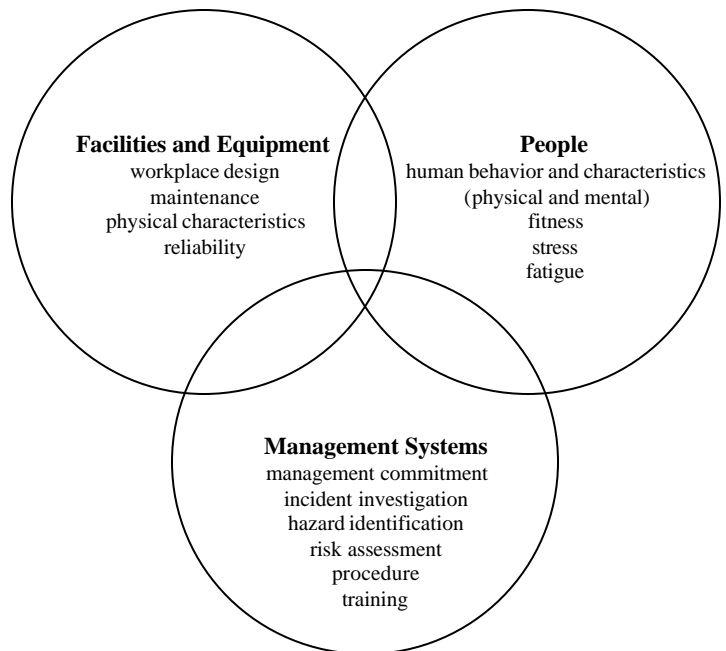 Facilities and Equipment
workplace design
maintenance
physical characteristics
reliability
People
human behavior and characteristics
(physical and mental)
fitness
stress
fatigue
Management Systems
management commitment
incident investigation
hazard identification
risk assessment
procedure
training